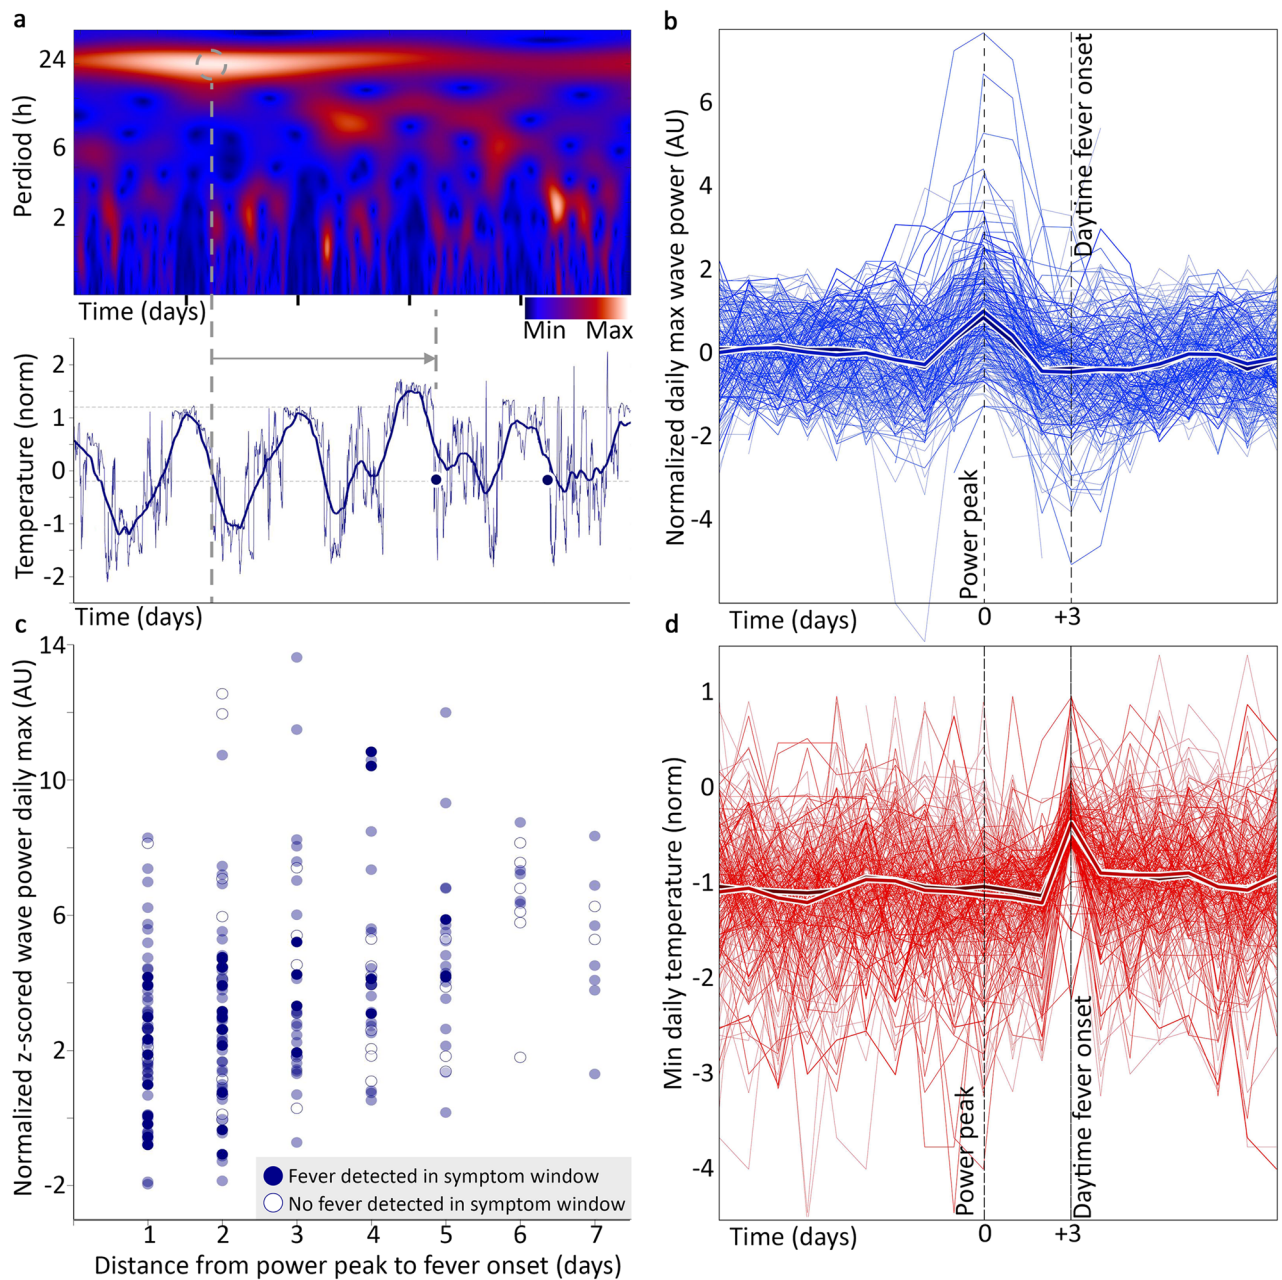 a
Perdiod (h)
24
6
2
Time (days)
Min Max
Temperature (norm)
2
1
0
-1
-2
Time (days)
b
Normalized daily max wave power (AU)
6
4
2
0
-2
-4
Power peak
Daytime fever onset
Time (days)
0
+3
c
Normalized z-scored wave power daily max (AU)
14
10
6
2
-2
Fever detected in symptom window
No fever detected in symptom window
1 2 3 4 5 6 7
Distance from power peak to fever onset (days)
d
Min daily temperature (norm)
1
0
-1
-2
-3
-4
Power peak
Daytime fever onset
Time (days)
0
+3